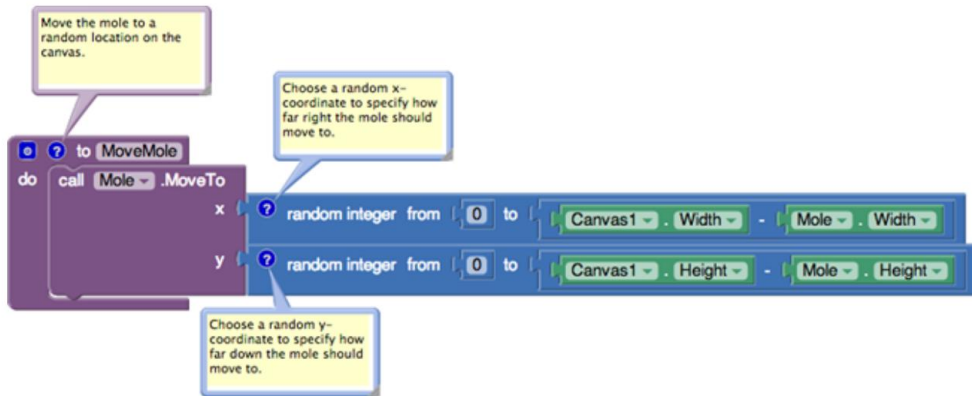 Move the mole to a
random location on the
canvas.
Choose a random x-
coordinate to specify how
far right the mole should
move to.
? to MoveMole
do call Mole .MoveTo
x ? random integer from 0 to Canvas1 . Width - Mole . Width
y ? random integer from 0 to Canvas1 . Height - Mole . Height
Choose a random y-
coordinate to specify how
far down the mole should
move to.